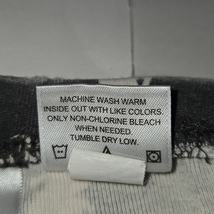 MACHINE WASH WARM
INSIDE OUT WITH LIKE COLORS.
ONLY NON-CHLORINE BLEACH
WHEN NEEDED.
TUMBLE DRY LOW.